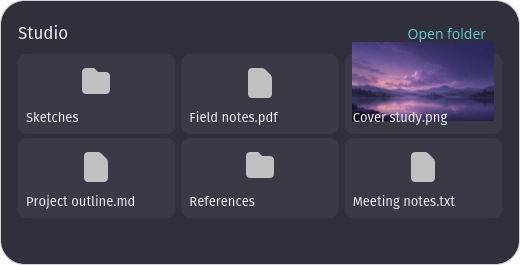 Studio
Open folder
Sketches
Field notes.pdf
Cover study.png
Project outline.md
References
Meeting notes.txt